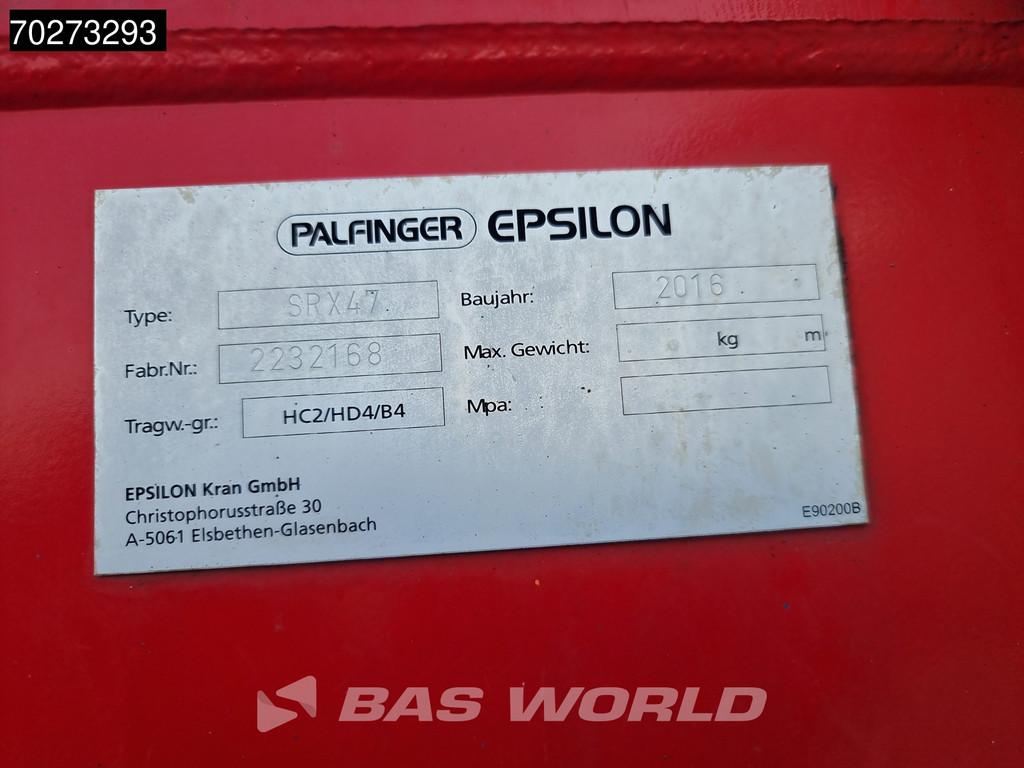 70273293
PALFINGER EPSILON
Type: SRX47. Baujahr: 2016 .
Fabr.Nr.: 2232168 Max. Gewicht: kg m
Tragw.-gr.: HC2/HD4/B4 Mpa:
EPSILON Kran GmbH
Christophorusstraße 30
A-5061 Elsbethen-Glasenbach
E90200B
BAS WORLD